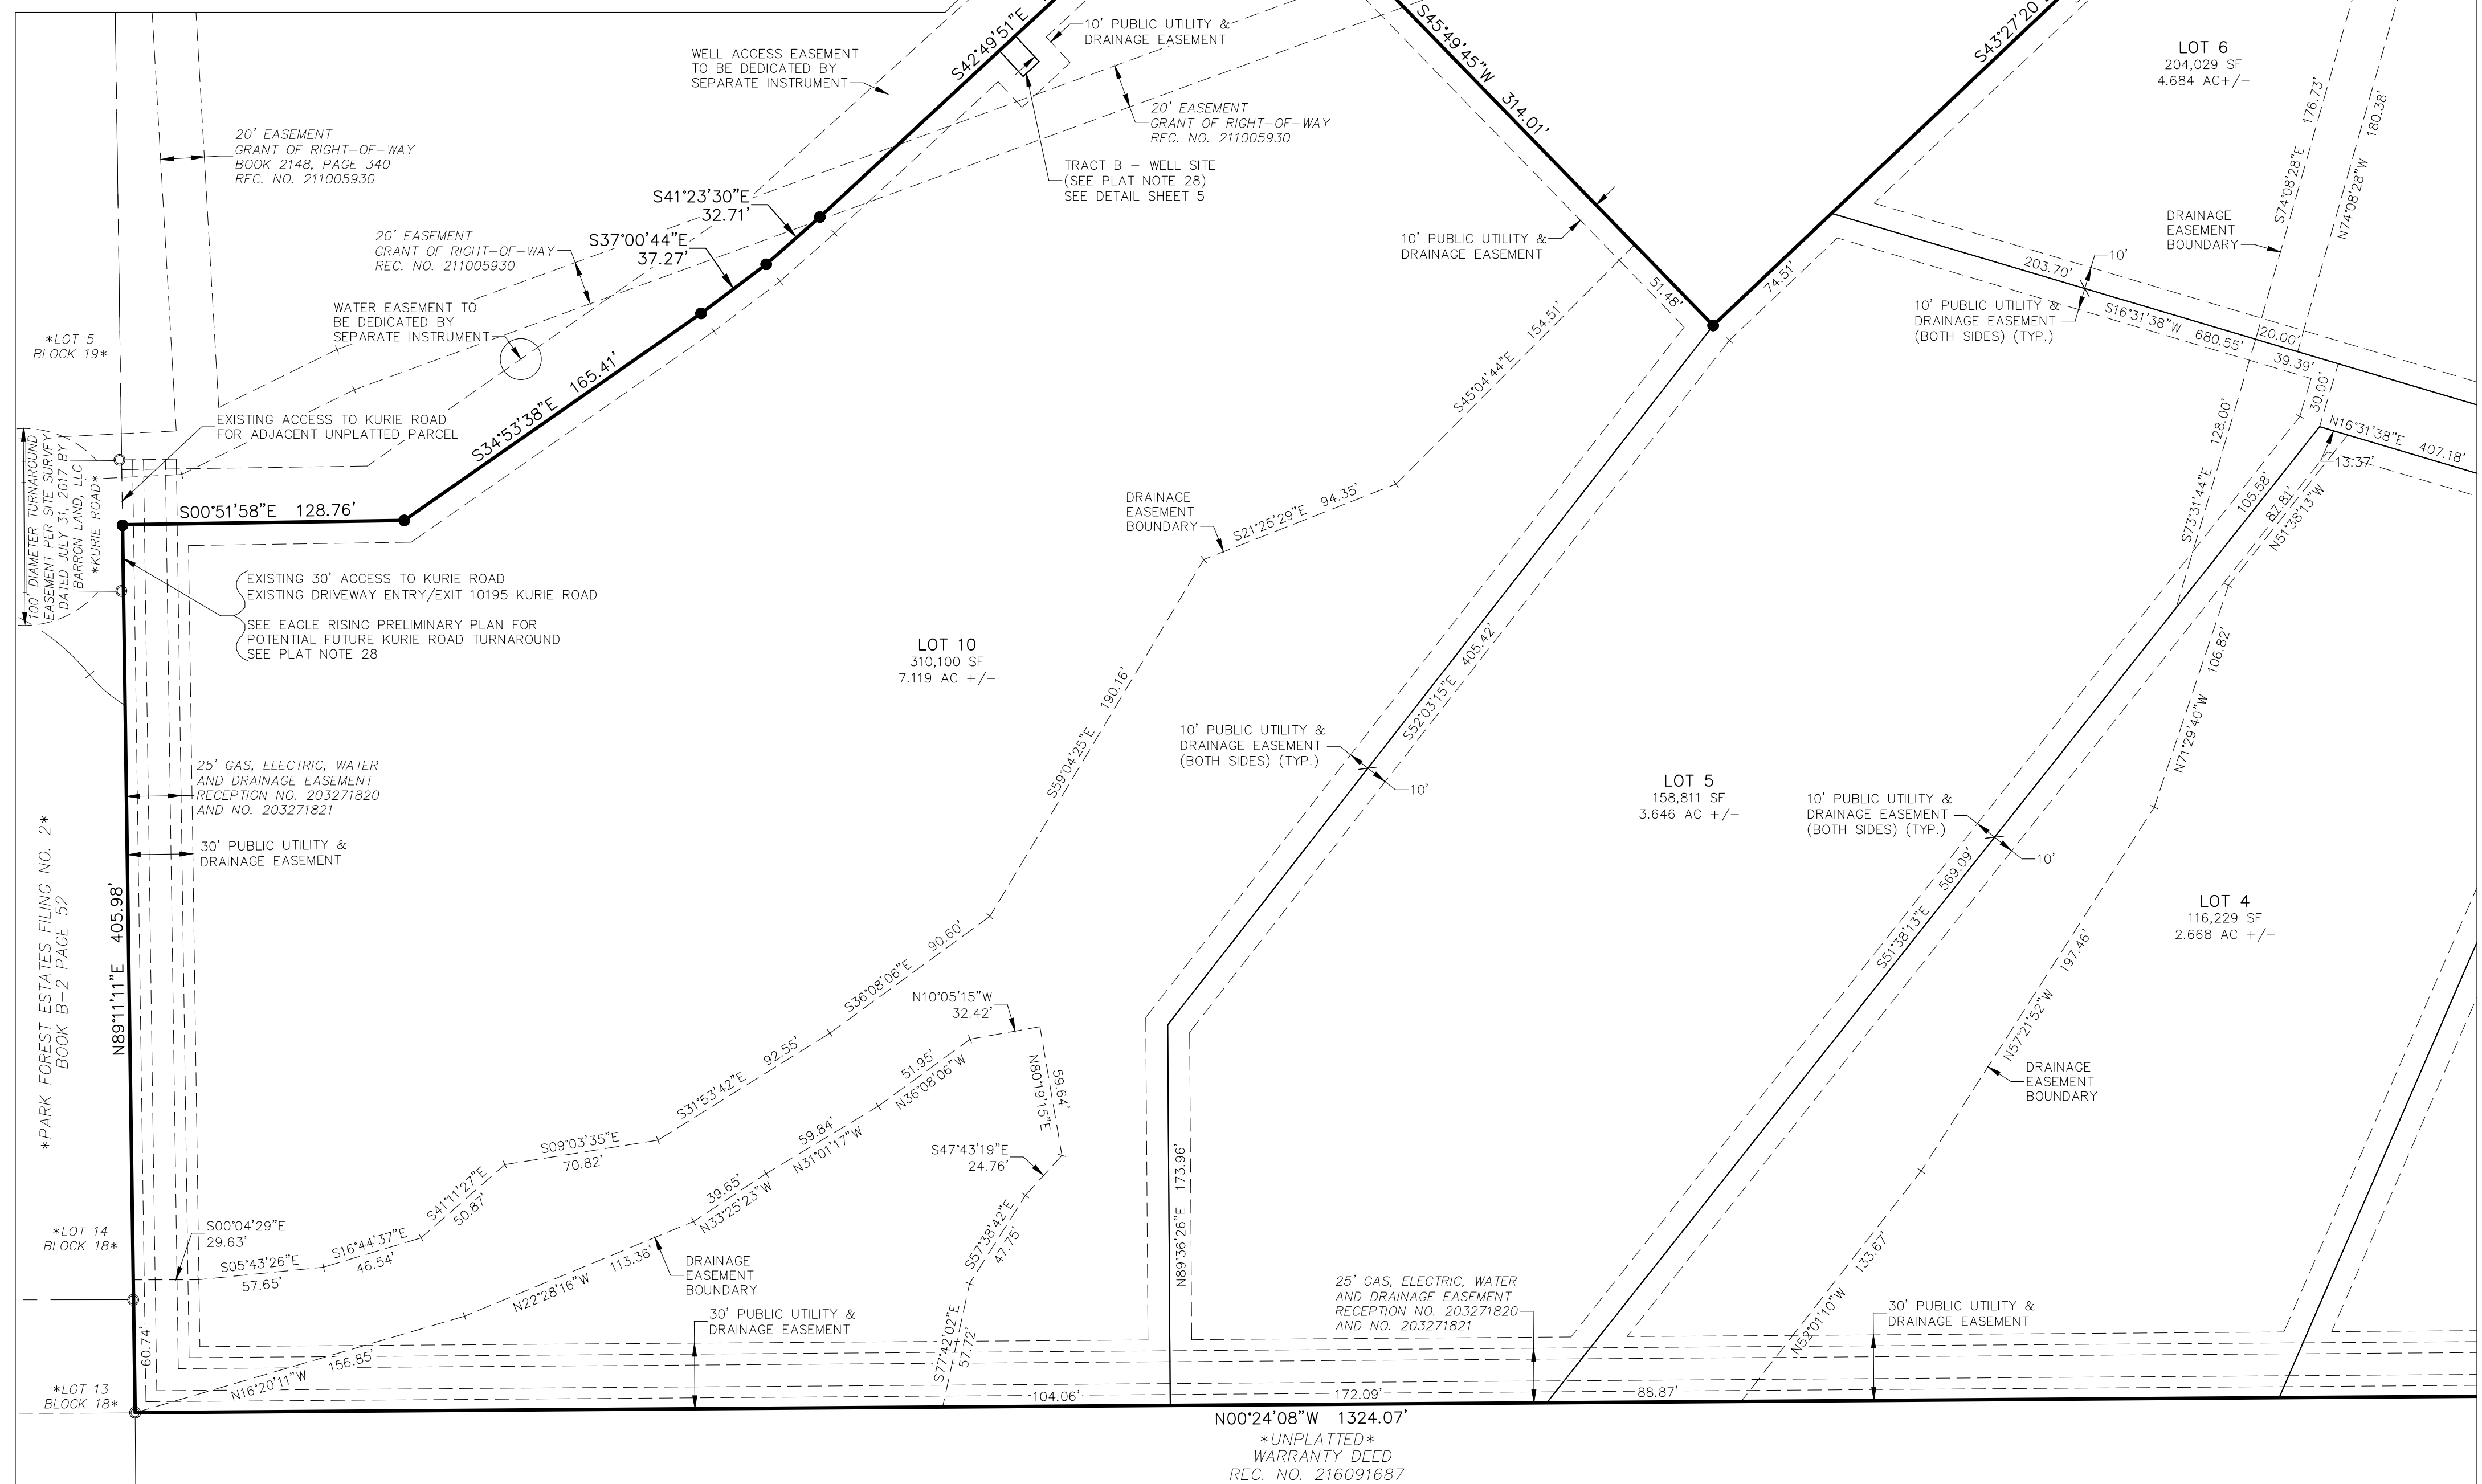 S42°49'51"E
10' PUBLIC UTILITY &
DRAINAGE EASEMENT
WELL ACCESS EASEMENT
TO BE DEDICATED BY
SEPARATE INSTRUMENT
20' EASEMENT
GRANT OF RIGHT-OF-WAY
REC. NO. 211005930
TRACT B - WELL SITE
(SEE PLAT NOTE 28)
SEE DETAIL SHEET 5
20' EASEMENT
GRANT OF RIGHT-OF-WAY
BOOK 2148, PAGE 340
REC. NO. 211005930
S41°23'30"E
32.71'
S37°00'44"E
37.27'
20' EASEMENT
GRANT OF RIGHT-OF-WAY
REC. NO. 211005930
WATER EASEMENT TO
BE DEDICATED BY
SEPARATE INSTRUMENT
*LOT 5
BLOCK 19*
S34°53'38"E 165.41'
EXISTING ACCESS TO KURIE ROAD
FOR ADJACENT UNPLATTED PARCEL
100' DIAMETER TURNAROUND
EASEMENT PER SITE SURVEY
DATED JULY 31, 2017 BY
BARRON LAND, LLC
*KURIE ROAD*
S00°51'58"E 128.76'
EXISTING 30' ACCESS TO KURIE ROAD
EXISTING DRIVEWAY ENTRY/EXIT 10195 KURIE ROAD
SEE EAGLE RISING PRELIMINARY PLAN FOR
POTENTIAL FUTURE KURIE ROAD TURNAROUND
SEE PLAT NOTE 28
S45°49'45"W 314.01'
S43°27'20
LOT 6
204,029 SF
4.684 AC+/-
176.73'
S74°08'28"E
180.38'
N74°08'28"W
DRAINAGE
EASEMENT
BOUNDARY
10' PUBLIC UTILITY &
DRAINAGE EASEMENT
51.48'
74.51'
203.70'
10'
10' PUBLIC UTILITY &
DRAINAGE EASEMENT
(BOTH SIDES) (TYP.)
S16°31'38"W 680.55'
20.00'
39.39'
30.00'
N16°31'38"E 407.18'
13.37'
S45°04'44"E 154.51'
DRAINAGE
EASEMENT
BOUNDARY
S21°25'29"E 94.35'
S73°31'44"E 128.00'
105.58'
87.81'
N51°38'13"W
LOT 10
310,100 SF
7.119 AC +/-
S59°04'25"E 190.16'
S52°03'15"E 405.42'
10' PUBLIC UTILITY &
DRAINAGE EASEMENT
(BOTH SIDES) (TYP.)
10'
LOT 5
158,811 SF
3.646 AC +/-
10' PUBLIC UTILITY &
DRAINAGE EASEMENT
(BOTH SIDES) (TYP.)
10'
N71°29'40"W 106.82'
S51°38'13"E 569.09'
LOT 4
116,229 SF
2.668 AC +/-
N57°21'52"W 197.46'
DRAINAGE
EASEMENT
BOUNDARY
N52°01'10"W 133.67'
25' GAS, ELECTRIC, WATER
AND DRAINAGE EASEMENT
RECEPTION NO. 203271820
AND NO. 203271821
30' PUBLIC UTILITY &
DRAINAGE EASEMENT
*PARK FOREST ESTATES FILING NO. 2*
BOOK B-2 PAGE 52
N89°11'11"E 405.98'
S36°08'06"E 90.60'
S31°53'42"E 92.55'
N10°05'15"W
32.42'
N80°19'15"E
59.64'
51.95'
N36°08'06"W
59.84'
N31°01'17"W
39.65'
N33°25'23"W
S47°43'19"E
24.76'
S09°03'35"E
70.82'
S41°11'27"E
50.87'
S16°44'37"E
46.54'
S00°04'29"E
29.63'
S05°43'26"E
57.65'
*LOT 14
BLOCK 18*
N22°28'16"W 113.36'
DRAINAGE
EASEMENT
BOUNDARY
S57°38'42"E
47.75'
S77°42'02"E
57.72'
N89°36'26"E 173.96'
30' PUBLIC UTILITY &
DRAINAGE EASEMENT
25' GAS, ELECTRIC, WATER
AND DRAINAGE EASEMENT
RECEPTION NO. 203271820
AND NO. 203271821
30' PUBLIC UTILITY &
DRAINAGE EASEMENT
60.74'
N16°20'11"W 156.85'
*LOT 13
BLOCK 18*
104.06'
172.09'
88.87'
N00°24'08"W 1324.07'
*UNPLATTED*
WARRANTY DEED
REC. NO. 216091687